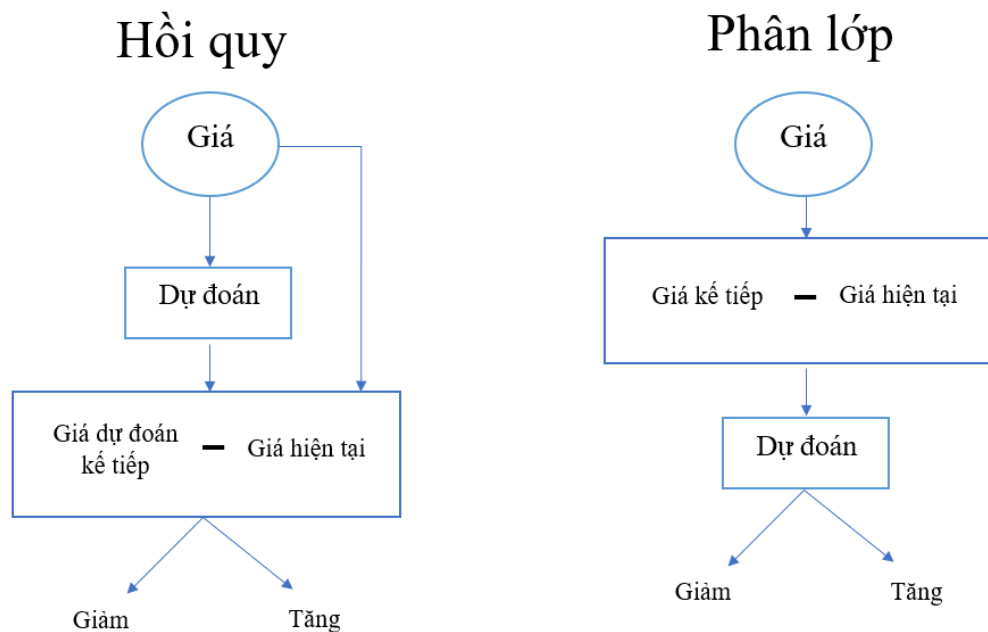 Hồi quy
Giá
Dự đoán
Giá dự đoán
kế tiếp
–
Giá hiện tại
Giảm
Tăng
Phân lớp
Giá
Giá kế tiếp – Giá hiện tại
Dự đoán
Giảm
Tăng